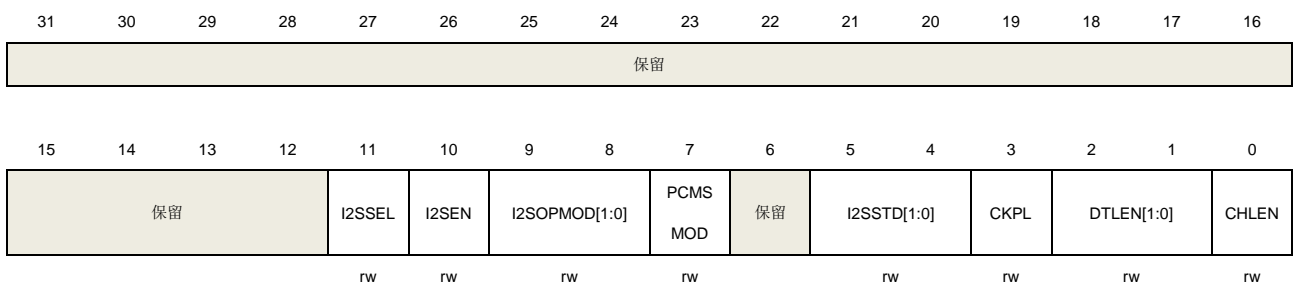 31 30 29 28 27 26 25 24 23 22 21 20 19 18 17 16
保留
15 14 13 12 11 10 9 8 7 6 5 4 3 2 1 0
保留 I2SSEL I2SEN I2SOPMOD[1:0] PCMS 保留 I2SSTD[1:0] CKPL DTLEN[1:0] CHLEN
MOD
rw rw rw rw rw rw rw rw